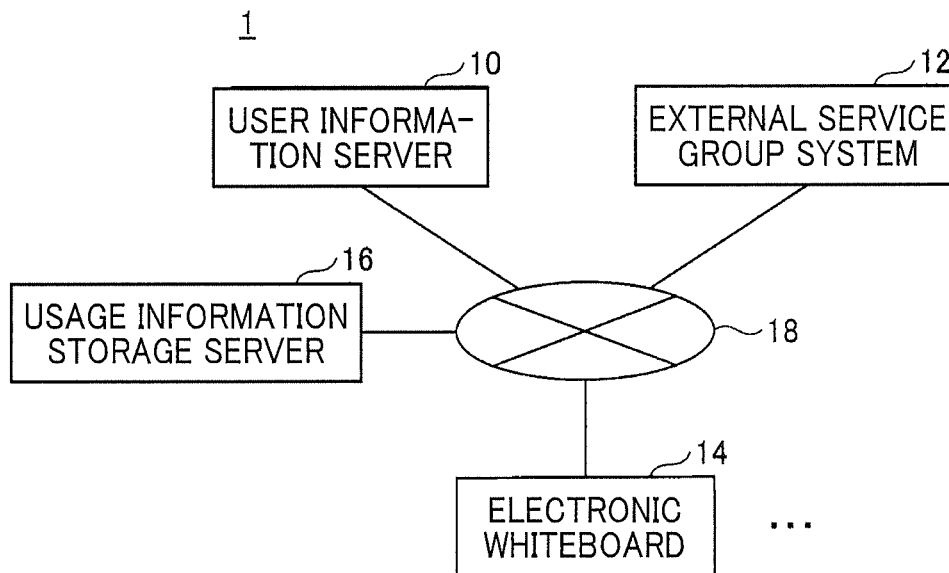 1
10
USER INFORMA-
TION SERVER
12
EXTERNAL SERVICE
GROUP SYSTEM
16
USAGE INFORMATION
STORAGE SERVER
18
14
ELECTRONIC
WHITEBOARD
...